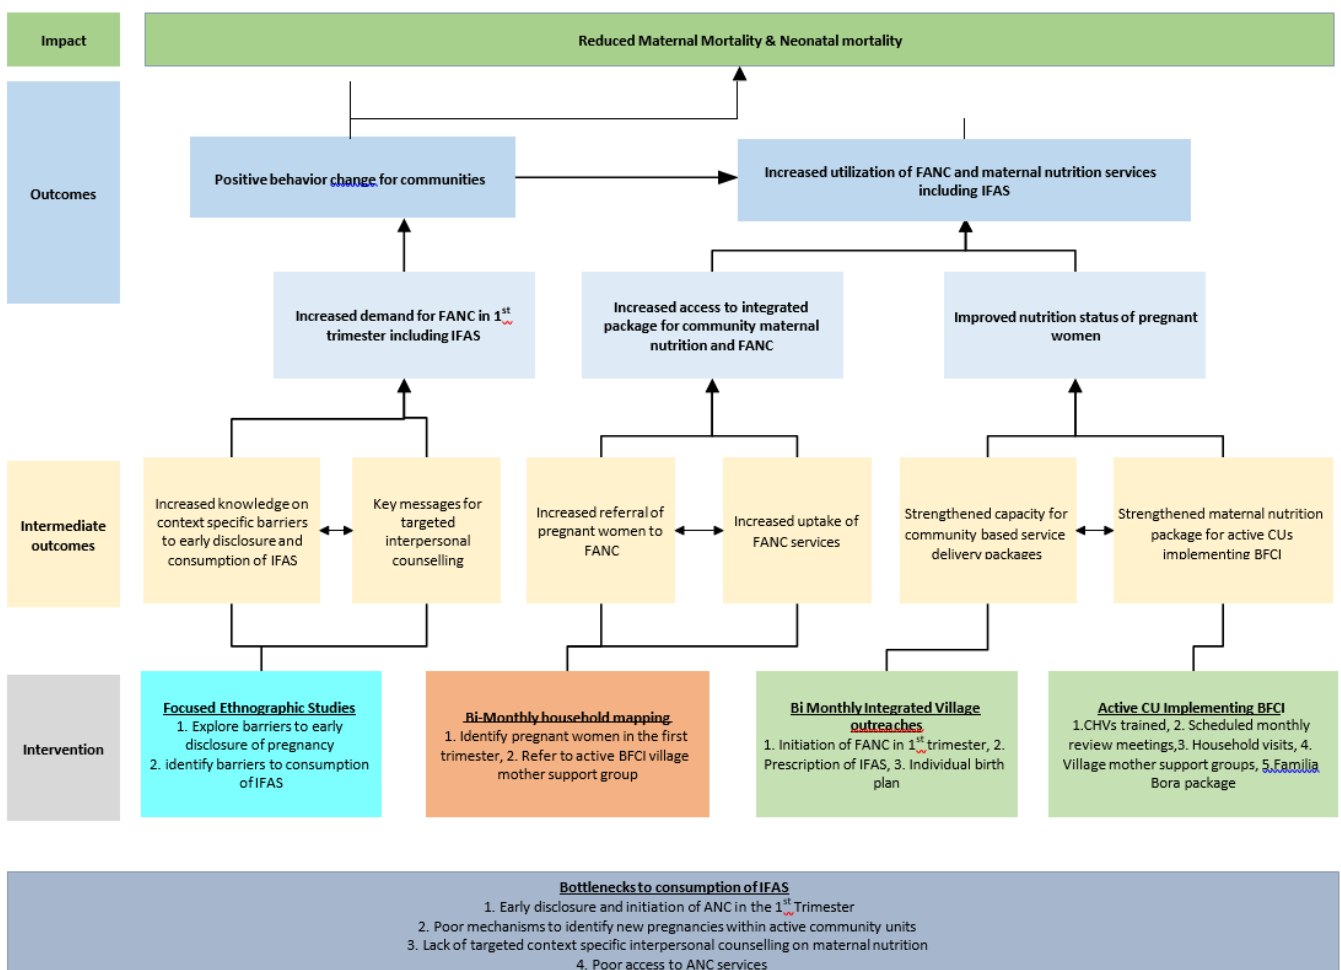 Impact
Reduced Maternal Mortality & Neonatal mortality
Outcomes
Positive behavior change for communities
Increased utilization of FANC and maternal nutrition services
including IFAS
Increased demand for FANC in 1st
trimester including IFAS
Increased access to integrated
package for community maternal
nutrition and FANC
Improved nutrition status of pregnant
women
Intermediate
outcomes
Increased knowledge on
context specific barriers
to early disclosure and
consumption of IFAS
Key messages for
targeted
interpersonal
counselling
Increased referral of
pregnant women to
FANC
Increased uptake of
FANC services
Strengthened capacity for
community based service
delivery packages
Strengthened maternal nutrition
package for active CUs
implementing BFCI
Intervention
Focused Ethnographic Studies
1. Explore barriers to early
disclosure of pregnancy
2. identify barriers to consumption
of IFAS
Bi-Monthly household mapping
1. Identify pregnant women in the first
trimester, 2. Refer to active BFCI village
mother support group
Bi Monthly Integrated Village
outreaches
1. Initiation of FANC in 1st trimester, 2.
Prescription of IFAS, 3. Individual birth
plan
Active CU Implementing BFCI
1.CHVs trained, 2. Scheduled monthly
review meetings,3. Household visits, 4.
Village mother support groups, 5.Familia
Bora package
Bottlenecks to consumption of IFAS
1. Early disclosure and initiation of ANC in the 1st Trimester
2. Poor mechanisms to identify new pregnancies within active community units
3. Lack of targeted context specific interpersonal counselling on maternal nutrition
4. Poor access to ANC services